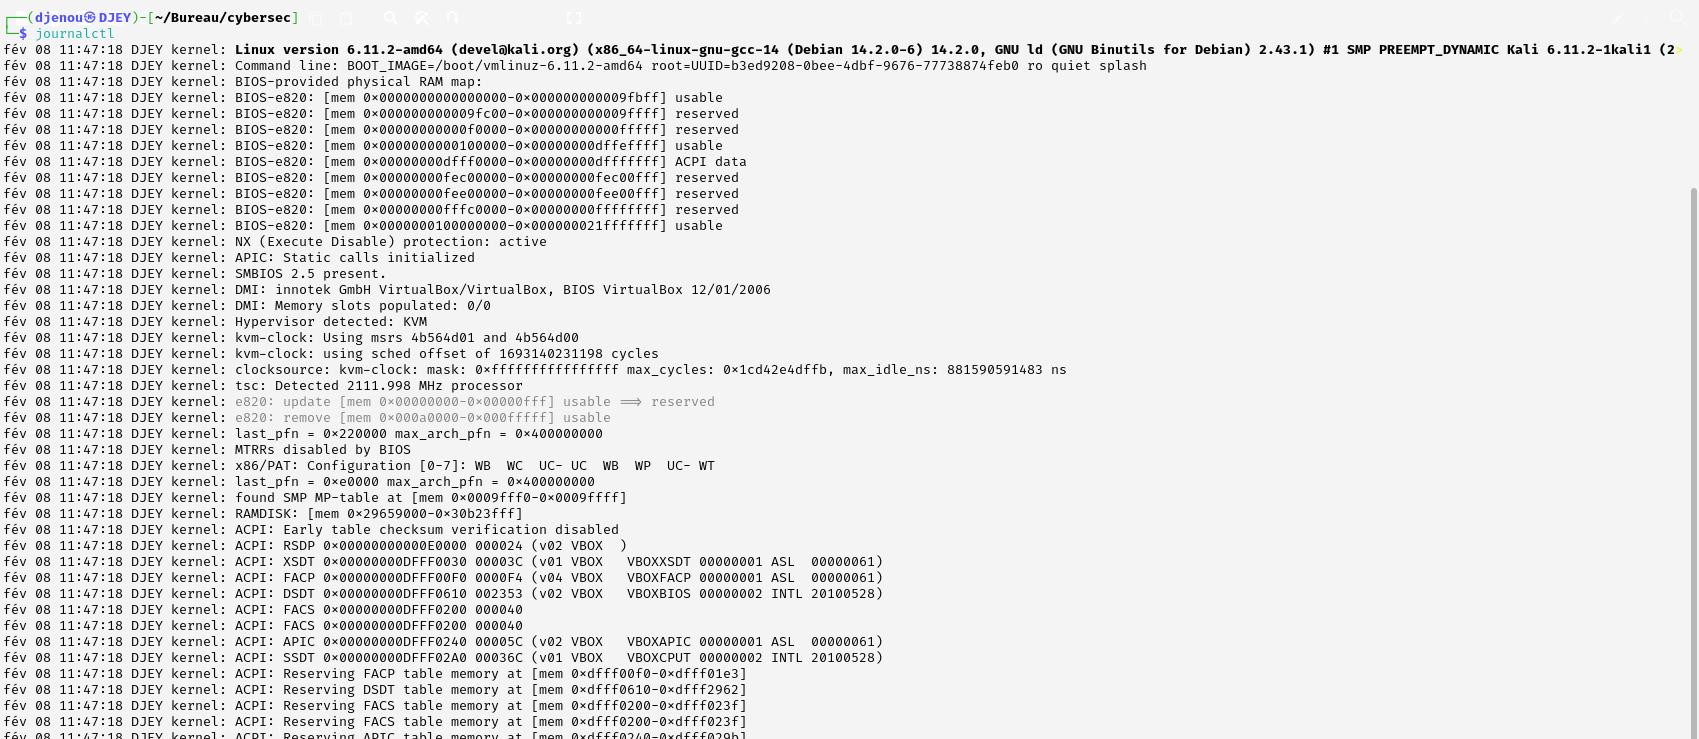 ┌──(djenou㉿DJEY)-[~/Bureau/cybersec]
└─$ journalctl
fév 08 11:47:18 DJEY kernel: Linux version 6.11.2-amd64 (devel@kali.org) (x86_64-linux-gnu-gcc-14 (Debian 14.2.0-6) 14.2.0, GNU ld (GNU Binutils for Debian) 2.43.1) #1 SMP PREEMPT_DYNAMIC Kali 6.11.2-1kali1 (2>
fév 08 11:47:18 DJEY kernel: Command line: BOOT_IMAGE=/boot/vmlinuz-6.11.2-amd64 root=UUID=b3ed9208-0bee-4dbf-9676-77738874feb0 ro quiet splash
fév 08 11:47:18 DJEY kernel: BIOS-provided physical RAM map:
fév 08 11:47:18 DJEY kernel: BIOS-e820: [mem 0×0000000000000000-0×000000000009fbff] usable
fév 08 11:47:18 DJEY kernel: BIOS-e820: [mem 0×000000000009fc00-0×000000000009ffff] reserved
fév 08 11:47:18 DJEY kernel: BIOS-e820: [mem 0×00000000000f0000-0×00000000000fffff] reserved
fév 08 11:47:18 DJEY kernel: BIOS-e820: [mem 0×0000000000100000-0×00000000dffeffff] usable
fév 08 11:47:18 DJEY kernel: BIOS-e820: [mem 0×00000000dfff0000-0×00000000dfffffff] ACPI data
fév 08 11:47:18 DJEY kernel: BIOS-e820: [mem 0×00000000fec00000-0×00000000fec00fff] reserved
fév 08 11:47:18 DJEY kernel: BIOS-e820: [mem 0×00000000fee00000-0×00000000fee00fff] reserved
fév 08 11:47:18 DJEY kernel: BIOS-e820: [mem 0×00000000fffc0000-0×00000000ffffffff] reserved
fév 08 11:47:18 DJEY kernel: BIOS-e820: [mem 0×0000000100000000-0×000000021fffffff] usable
fév 08 11:47:18 DJEY kernel: NX (Execute Disable) protection: active
fév 08 11:47:18 DJEY kernel: APIC: Static calls initialized
fév 08 11:47:18 DJEY kernel: SMBIOS 2.5 present.
fév 08 11:47:18 DJEY kernel: DMI: innotek GmbH VirtualBox/VirtualBox, BIOS VirtualBox 12/01/2006
fév 08 11:47:18 DJEY kernel: DMI: Memory slots populated: 0/0
fév 08 11:47:18 DJEY kernel: Hypervisor detected: KVM
fév 08 11:47:18 DJEY kernel: kvm-clock: Using msrs 4b564d01 and 4b564d00
fév 08 11:47:18 DJEY kernel: kvm-clock: using sched offset of 1693140231198 cycles
fév 08 11:47:18 DJEY kernel: clocksource: kvm-clock: mask: 0×ffffffffffffffff max_cycles: 0×1cd42e4dffb, max_idle_ns: 881590591483 ns
fév 08 11:47:18 DJEY kernel: tsc: Detected 2111.998 MHz processor
fév 08 11:47:18 DJEY kernel: e820: update [mem 0×00000000-0×00000fff] usable ⟹ reserved
fév 08 11:47:18 DJEY kernel: e820: remove [mem 0×000a0000-0×000fffff] usable
fév 08 11:47:18 DJEY kernel: last_pfn = 0×220000 max_arch_pfn = 0×400000000
fév 08 11:47:18 DJEY kernel: MTRRs disabled by BIOS
fév 08 11:47:18 DJEY kernel: x86/PAT: Configuration [0-7]: WB  WC  UC- UC  WB  WP  UC- WT
fév 08 11:47:18 DJEY kernel: last_pfn = 0×e0000 max_arch_pfn = 0×400000000
fév 08 11:47:18 DJEY kernel: found SMP MP-table at [mem 0×0009fff0-0×0009ffff]
fév 08 11:47:18 DJEY kernel: RAMDISK: [mem 0×29659000-0×30b23fff]
fév 08 11:47:18 DJEY kernel: ACPI: Early table checksum verification disabled
fév 08 11:47:18 DJEY kernel: ACPI: RSDP 0×00000000000E0000 000024 (v02 VBOX  )
fév 08 11:47:18 DJEY kernel: ACPI: XSDT 0×00000000DFFF0030 00003C (v01 VBOX   VBOXXSDT 00000001 ASL  00000061)
fév 08 11:47:18 DJEY kernel: ACPI: FACP 0×00000000DFFF00F0 0000F4 (v04 VBOX   VBOXFACP 00000001 ASL  00000061)
fév 08 11:47:18 DJEY kernel: ACPI: DSDT 0×00000000DFFF0610 002353 (v02 VBOX   VBOXBIOS 00000002 INTL 20100528)
fév 08 11:47:18 DJEY kernel: ACPI: FACS 0×00000000DFFF0200 000040
fév 08 11:47:18 DJEY kernel: ACPI: FACS 0×00000000DFFF0200 000040
fév 08 11:47:18 DJEY kernel: ACPI: APIC 0×00000000DFFF0240 00005C (v02 VBOX   VBOXAPIC 00000001 ASL  00000061)
fév 08 11:47:18 DJEY kernel: ACPI: SSDT 0×00000000DFFF02A0 00036C (v01 VBOX   VBOXCPUT 00000002 INTL 20100528)
fév 08 11:47:18 DJEY kernel: ACPI: Reserving FACP table memory at [mem 0×dfff00f0-0×dfff01e3]
fév 08 11:47:18 DJEY kernel: ACPI: Reserving DSDT table memory at [mem 0×dfff0610-0×dfff2962]
fév 08 11:47:18 DJEY kernel: ACPI: Reserving FACS table memory at [mem 0×dfff0200-0×dfff023f]
fév 08 11:47:18 DJEY kernel: ACPI: Reserving FACS table memory at [mem 0×dfff0200-0×dfff023f]
fév 08 11:47:18 DJEY kernel: ACPI: Reserving APIC table memory at [mem 0×dfff0240-0×dfff029b]